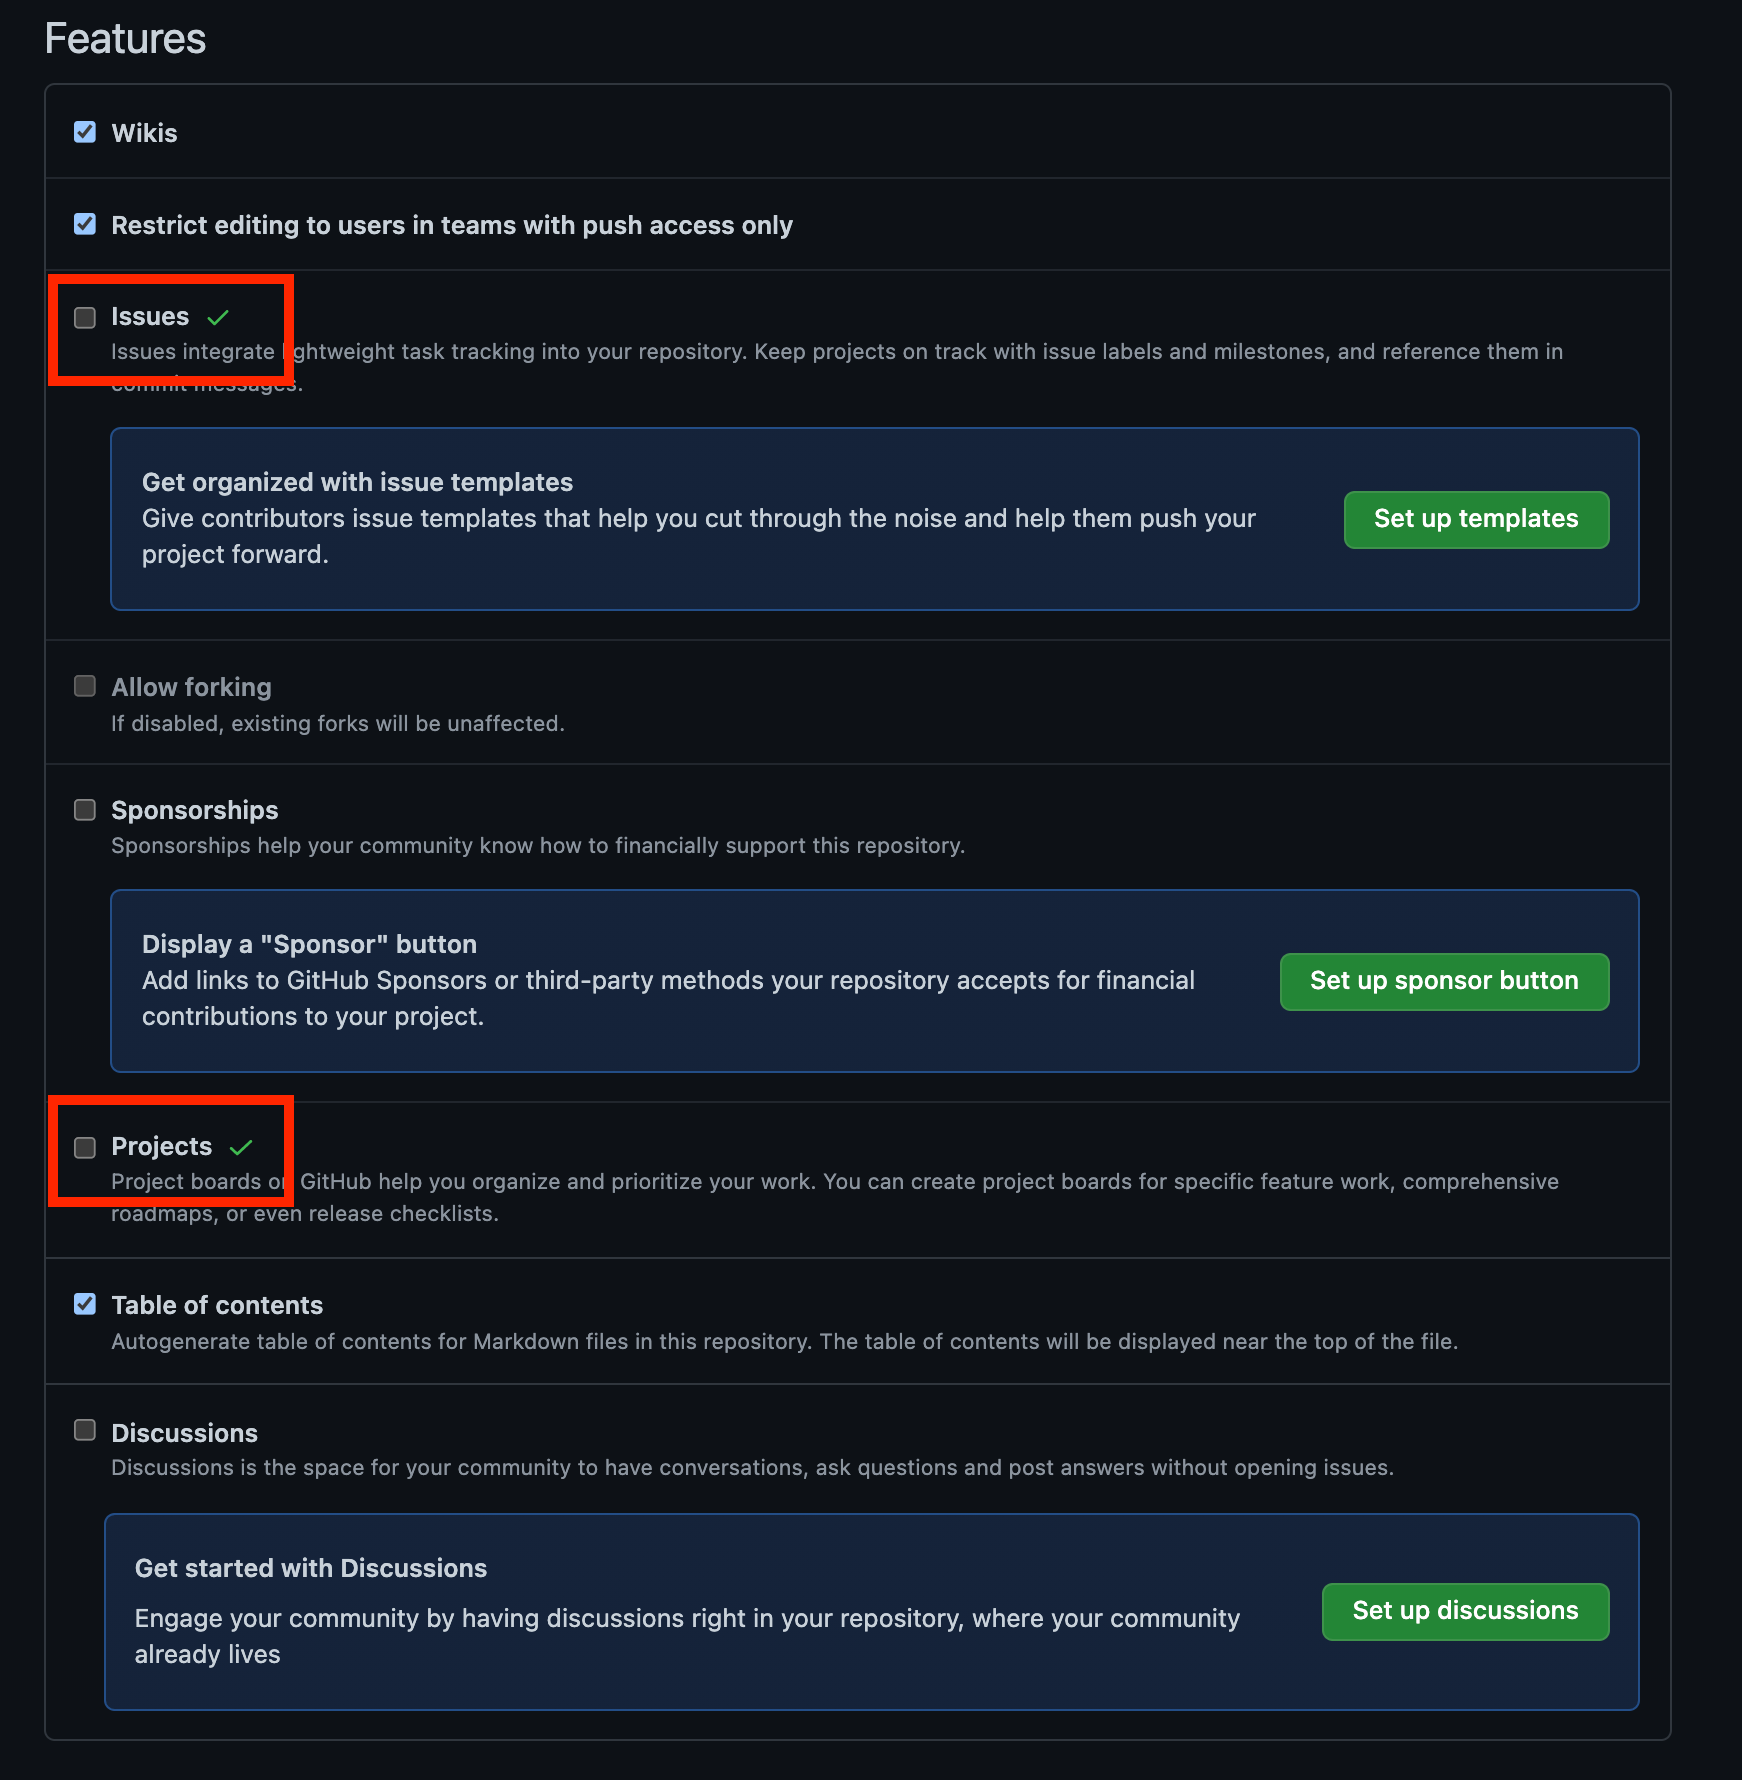 Features
Wikis
Restrict editing to users in teams with push access only
Issues
Issues integrate lightweight task tracking into your repository. Keep projects on track with issue labels and milestones, and reference them in
commit messages.
Get organized with issue templates
Give contributors issue templates that help you cut through the noise and help them push your
project forward.
Set up templates
Allow forking
If disabled, existing forks will be unaffected.
Sponsorships
Sponsorships help your community know how to financially support this repository.
Display a "Sponsor" button
Add links to GitHub Sponsors or third-party methods your repository accepts for financial
contributions to your project.
Set up sponsor button
Projects
Project boards on GitHub help you organize and prioritize your work. You can create project boards for specific feature work, comprehensive
roadmaps, or even release checklists.
Table of contents
Autogenerate table of contents for Markdown files in this repository. The table of contents will be displayed near the top of the file.
Discussions
Discussions is the space for your community to have conversations, ask questions and post answers without opening issues.
Get started with Discussions
Engage your community by having discussions right in your repository, where your community
already lives
Set up discussions